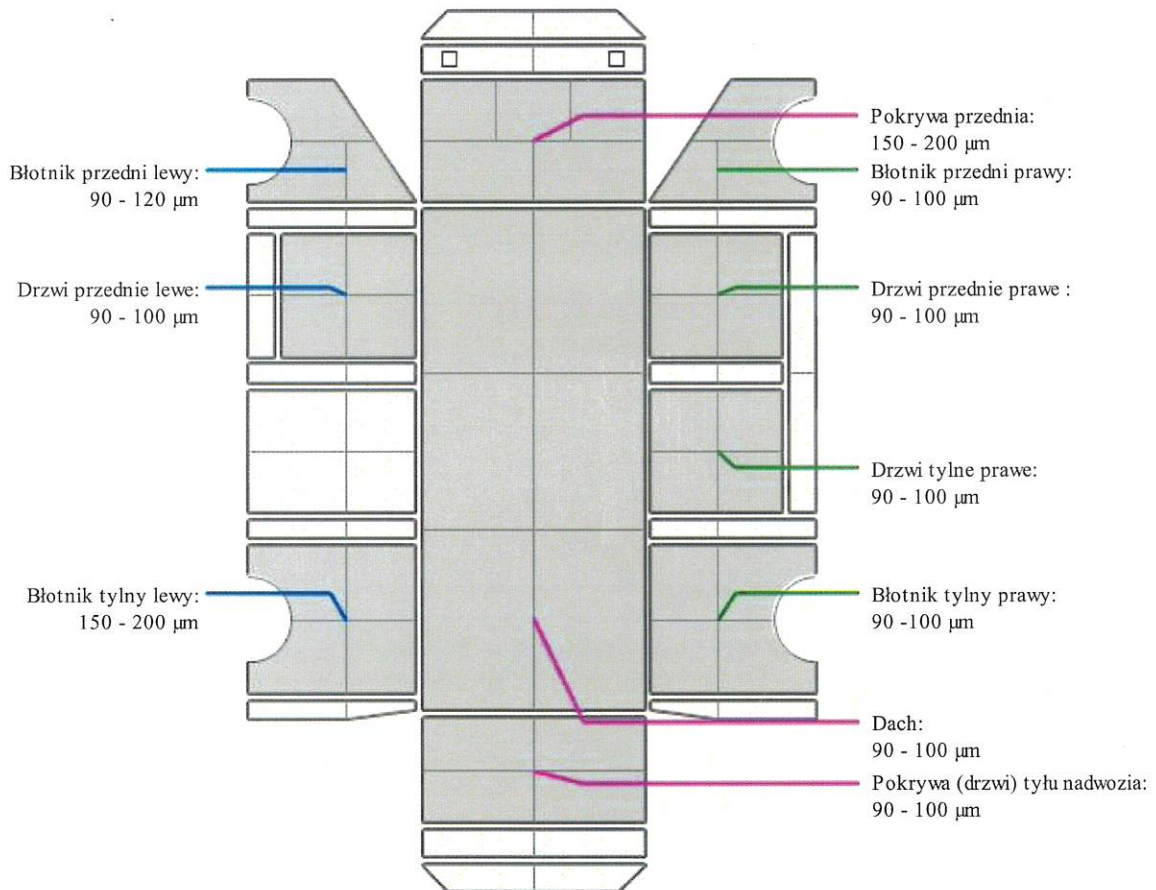 Pokrywa przednia:
150 - 200 µm
Błotnik przedni lewy:
90 - 120 µm
Błotnik przedni prawy:
90 - 100 µm
Drzwi przednie lewe:
90 - 100 µm
Drzwi przednie prawe :
90 - 100 µm
Drzwi tylne prawe:
90 - 100 µm
Błotnik tylny lewy:
150 - 200 µm
Błotnik tylny prawy:
90 -100 µm
Dach:
90 - 100 µm
Pokrywa (drzwi) tyłu nadwozia:
90 - 100 µm